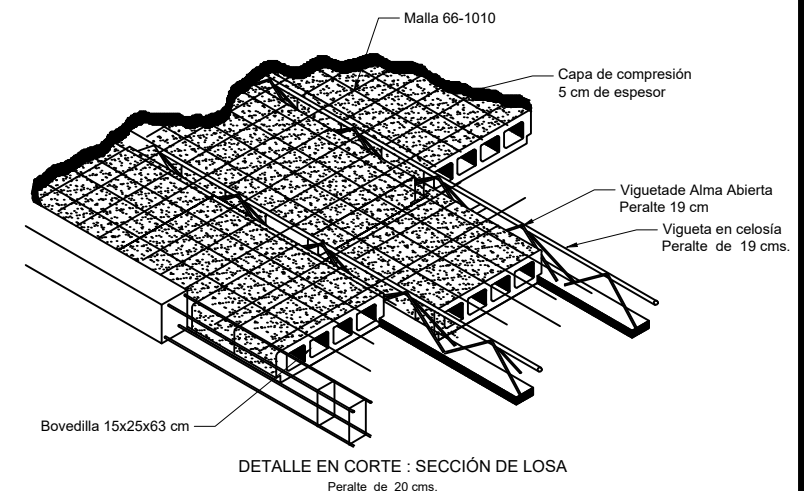 Malla 66-1010
Capa de compresión
5 cm de espesor
Viguetade Alma Abierta
Peralte 19 cm
Vigueta en celosía
Peralte de 19 cms.
Bovedilla 15x25x63 cm
DETALLE EN CORTE : SECCIÓN DE LOSA
Peralte de 20 cms.